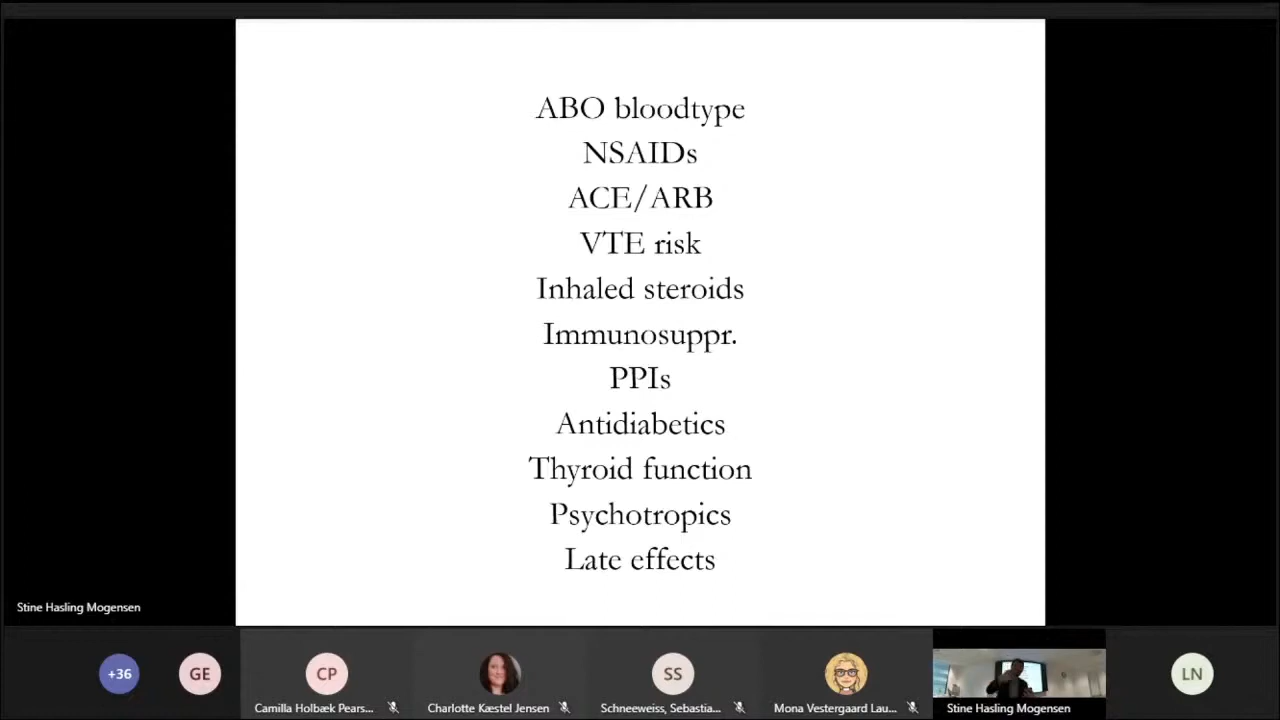 ABO bloodtype
NSAIDs
ACE/ARB
VTE risk
Inhaled steroids
Immunosuppr.
PPIs
Antidiabetics
Thyroid function
Psychotropics
Late effects
Stine Hasling Mogensen
+36
GE
CP
SS
LN
Camilla Holbæk Pears...
Charlotte Kæstel Jensen
Schneeweiss, Sebastia...
Mona Vestergaard Lau...
Stine Hasling Mogensen